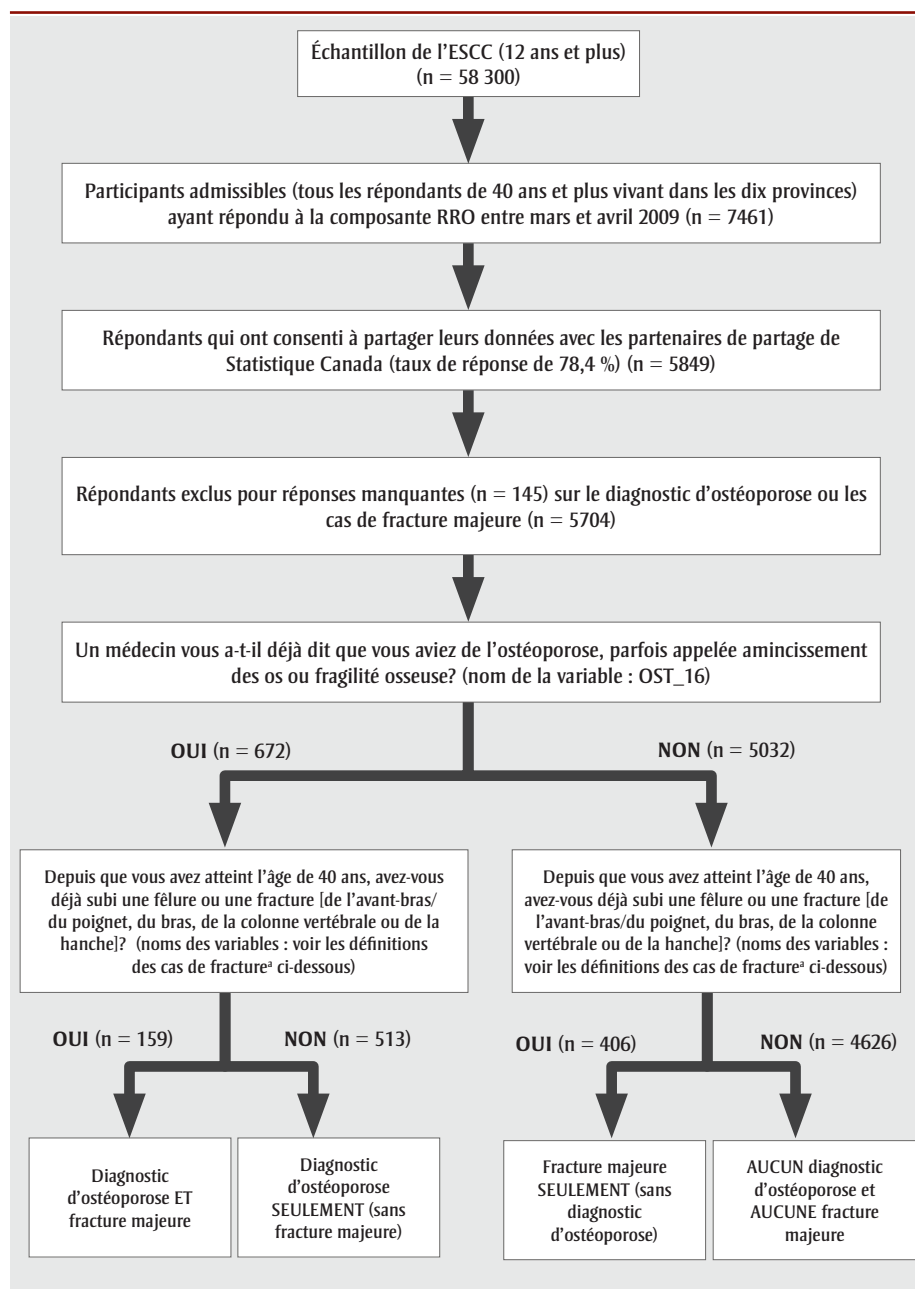 Échantillon de l'ESCC (12 ans et plus)
(n = 58 300)
Participants admissibles (tous les répondants de 40 ans et plus vivant dans les dix provinces)
ayant répondu à la composante RRO entre mars et avril 2009 (n = 7461)
Répondants qui ont consenti à partager leurs données avec les partenaires de partage de
Statistique Canada (taux de réponse de 78,4 %) (n = 5849)
Répondants exclus pour réponses manquantes (n = 145) sur le diagnostic d'ostéoporose ou les
cas de fracture majeure (n = 5704)
Un médecin vous a-t-il déjà dit que vous aviez de l'ostéoporose, parfois appelée amincissement
des os ou fragilité osseuse? (nom de la variable : OST_16)
OUI (n = 672)
NON (n = 5032)
Depuis que vous avez atteint l'âge de 40 ans, avez-vous
déjà subi une fêlure ou une fracture [de l'avant-bras/
du poignet, du bras, de la colonne vertébrale ou de la
hanche]? (noms des variables : voir les définitions
des cas de fractureᵃ ci-dessous)
Depuis que vous avez atteint l'âge de 40 ans,
avez-vous déjà subi une fêlure ou une fracture [de
l'avant-bras/du poignet, du bras, de la colonne
vertébrale ou de la hanche]? (noms des variables :
voir les définitions des cas de fractureᵃ ci-dessous)
OUI (n = 159)
NON (n = 513)
OUI (n = 406)
NON (n = 4626)
Diagnostic
d'ostéoporose ET
fracture majeure
Diagnostic
d'ostéoporose
SEULEMENT (sans
fracture majeure)
Fracture majeure
SEULEMENT (sans
diagnostic
d'ostéoporose)
AUCUN diagnostic
d'ostéoporose et
AUCUNE fracture
majeure